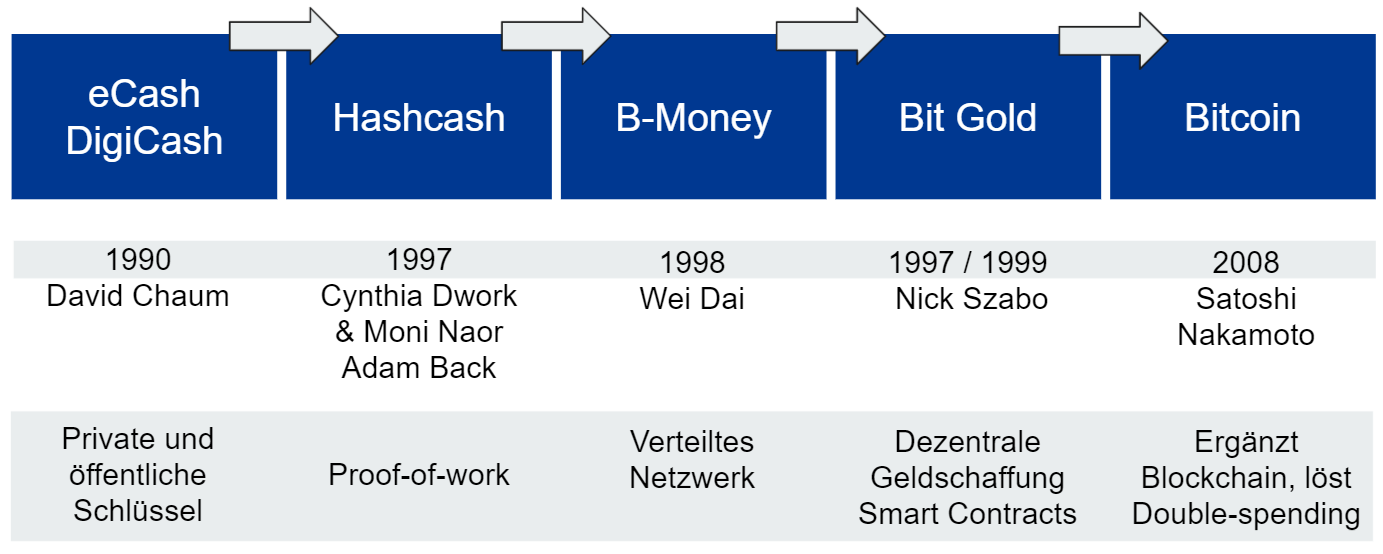 eCash
DigiCash
Hashcash
B-Money
Bit Gold
Bitcoin
1990
1997
1998
1997 / 1999
2008
David Chaum
Cynthia Dwork
& Moni Naor
Adam Back
Wei Dai
Nick Szabo
Satoshi
Nakamoto
Private und
öffentliche
Schlüssel
Proof-of-work
Verteiltes
Netzwerk
Dezentrale
Geldschaffung
Smart Contracts
Ergänzt
Blockchain, löst
Double-spending